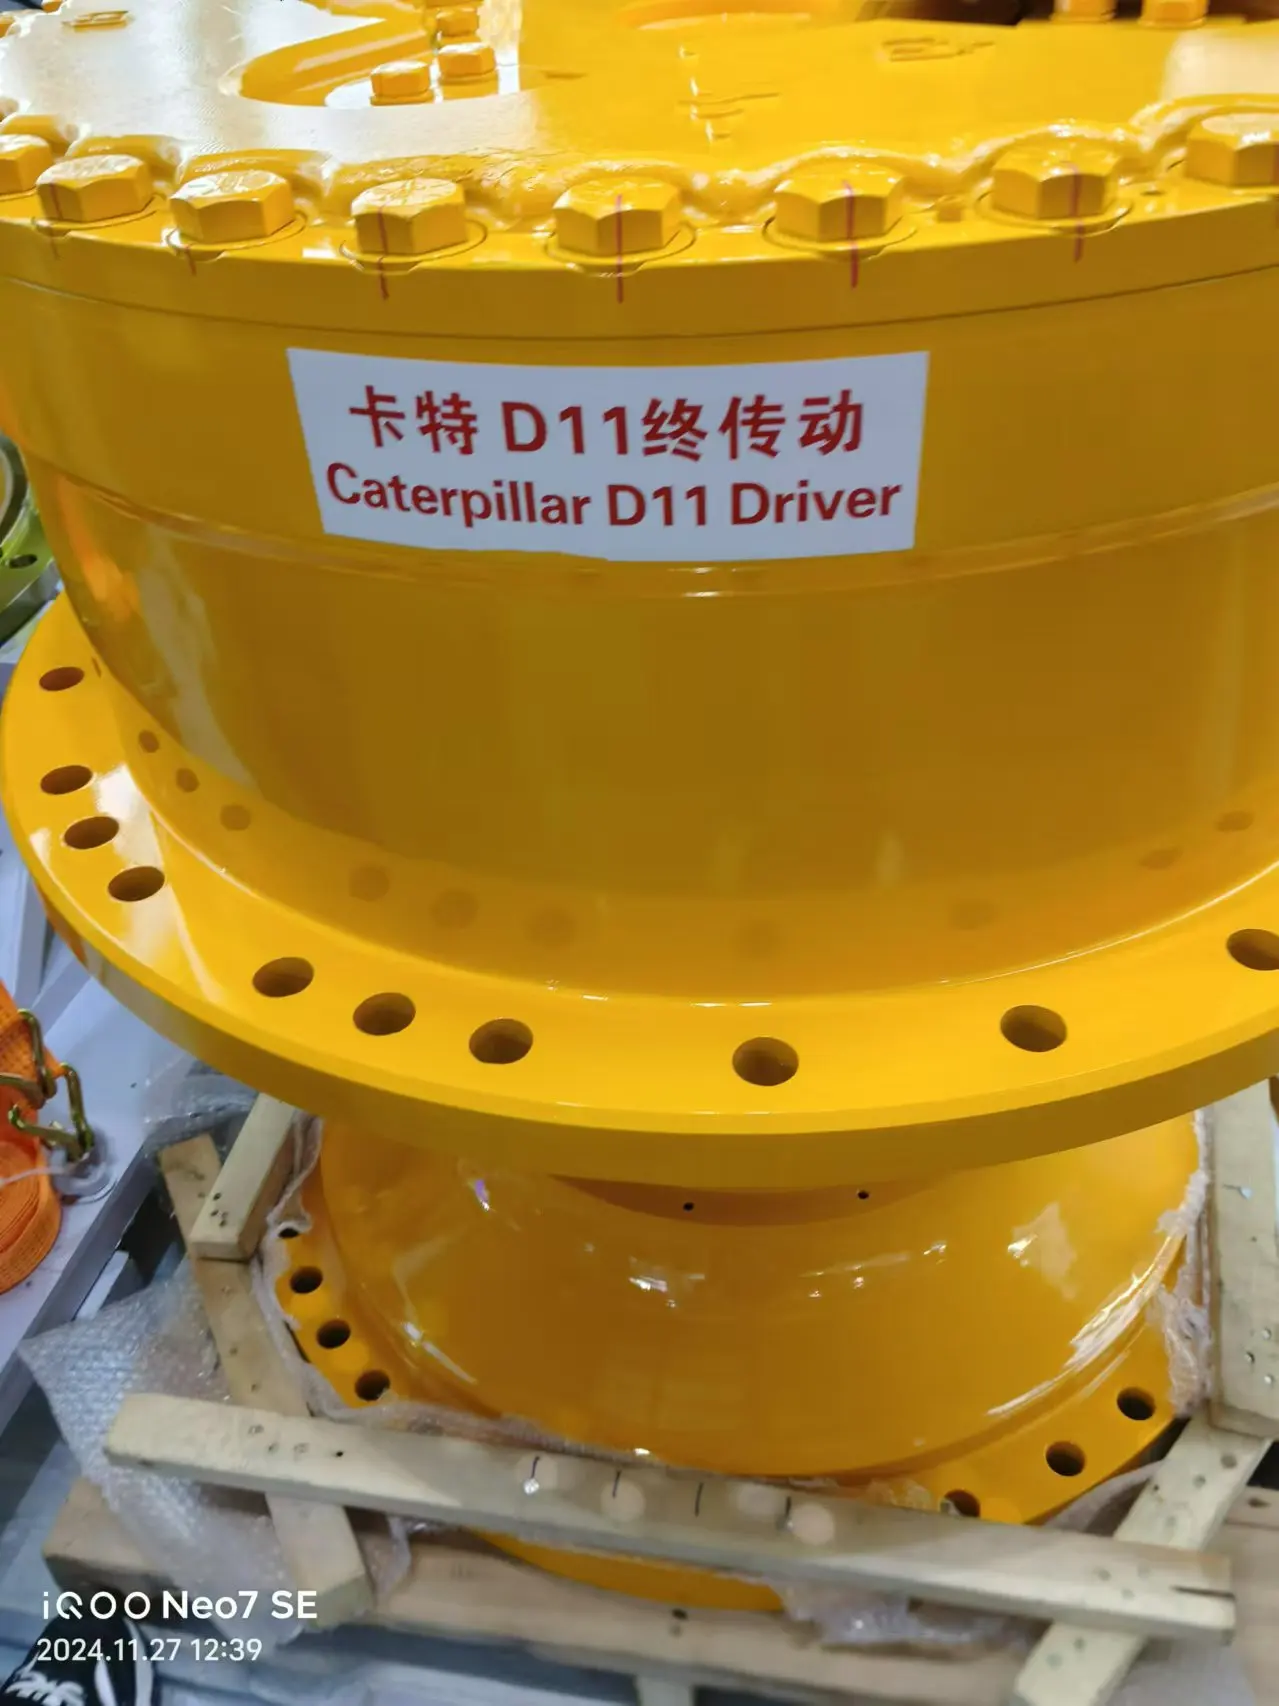 卡特 D11终传动
Caterpillar D11 Driver
iQOO Neo7 SE
2024.11.27 12:39